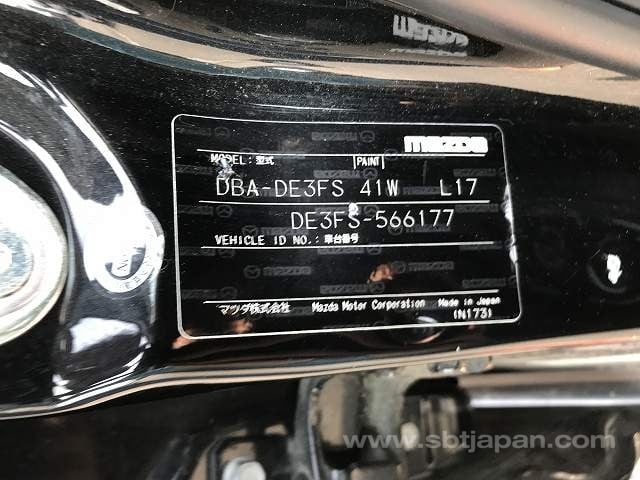 mazda
MODEL:型式 PAINT
DBA-DE3FS 41W L17
DE3FS-566177
VEHICLE ID NO.:車台番号
マツダ株式会社 Mazda Motor Corporation Made in Japan
(N173)
www.sbtjapan.com